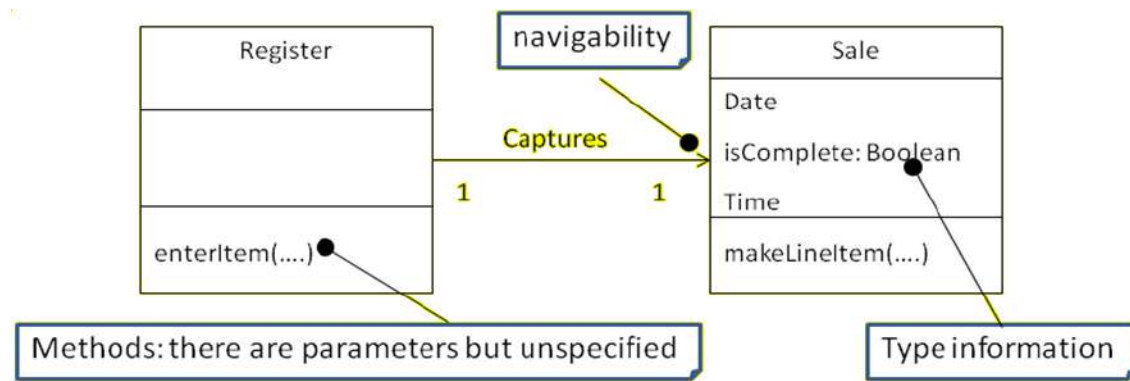 Register
navigability
Sale
Date
Captures
isComplete: Boolean
1
1
Time
enterItem(....)
makeLineItem(....)
Methods: there are parameters but unspecified
Type information